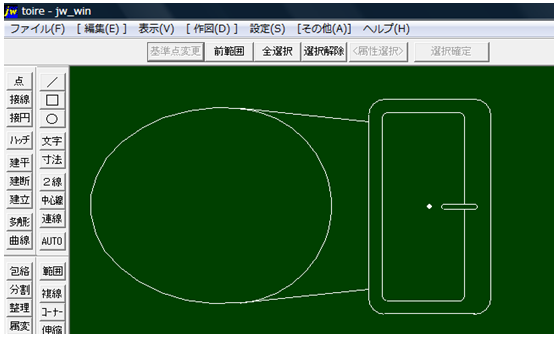 toire - jw_win
ファイル(F) [ 編集(E) ] 表示(V) [ 作図(D) ] 設定(S) [その他(A)] ヘルプ(H)
基準点変更 前範囲 全選択 選択解除 <属性選択> 選択確定
点 ／
接線 □
接円 ○
ハッチ 文字
建平 寸法
建断 2線
建立 中心線
多角形 連線
曲線 AUTO
包絡 範囲
分割 複線
整理 コーナー
属変 伸縮